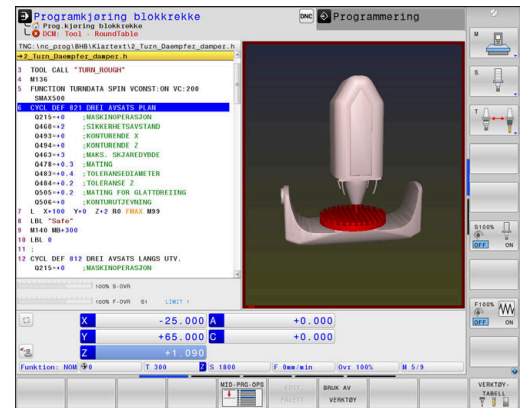 Programkjøring blokkrekke
Prog.kjøring blokkrekke
DCM: Tool - RoundTable
DNC
Programmering
TNC:\nc_prog\BHB\Klartext\2_Turn_Daempfer_damper.h
→2_Turn_Daempfer_damper.h
3 TOOL CALL "TURN_ROUGH"
4 M136
5 FUNCTION TURNDATA SPIN VCONST:ON VC:200
SMAX500
6 CYCL DEF 821 DREI AVSATS PLAN
Q215=+0 ;MASKINOPERASJON
Q460=+2 ;SIKKERHETSAVSTAND
Q493=+0 ;KONTURENDE X
Q494=+0 ;KONTURENDE Z
Q463=+3 ;MAKS. SKJAREDYBDE
Q478=+0.3 ;MATING
Q483=+0.4 ;TOLERANSEDIAMETER
Q484=+0.2 ;TOLERANSE Z
Q505=+0.2 ;MATING FOR GLATTDREIING
Q506=+0 ;KONTURUTJEVNING
7 L X+100 Y+0 Z+2 R0 FMAX M99
8 LBL "Safe"
9 M140 MB+300
10 LBL 0
11 ;
12 CYCL DEF 812 DREI AVSATS LANGS UTV.
Q215=+0 ;MASKINOPERASJON
100% S-OVR
100% F-OVR S1 LIMIT 1
X -25.000 A +0.000
Y +65.000 C +0.000
Z +1.090
Funktion: NOM 0 T 300 Z S 1800 F 0mm/min Ovr 100% M 5/9
MID-PRG-OPS
BRUK AV
VERKTØY
VERKTØY-
TABELL
M
S
T
S100%
OFF ON
F100%
OFF ON